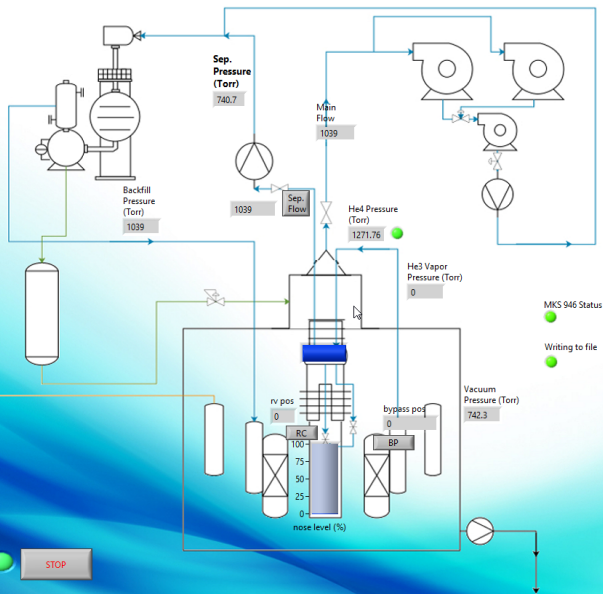 Sep.
Pressure
(Torr)
740.7
Main
Flow
1039
Backfill
Pressure
(Torr)
1039
1039
Sep.
Flow
He4 Pressure
(Torr)
1271.76
He3 Vapor
Pressure (Torr)
0
MKS 946 Status
Writing to file
rv pos
0
bypass pos
0
Vacuum
Pressure (Torr)
742.3
RC
BP
100
75
50
25
0
nose level (%)
STOP